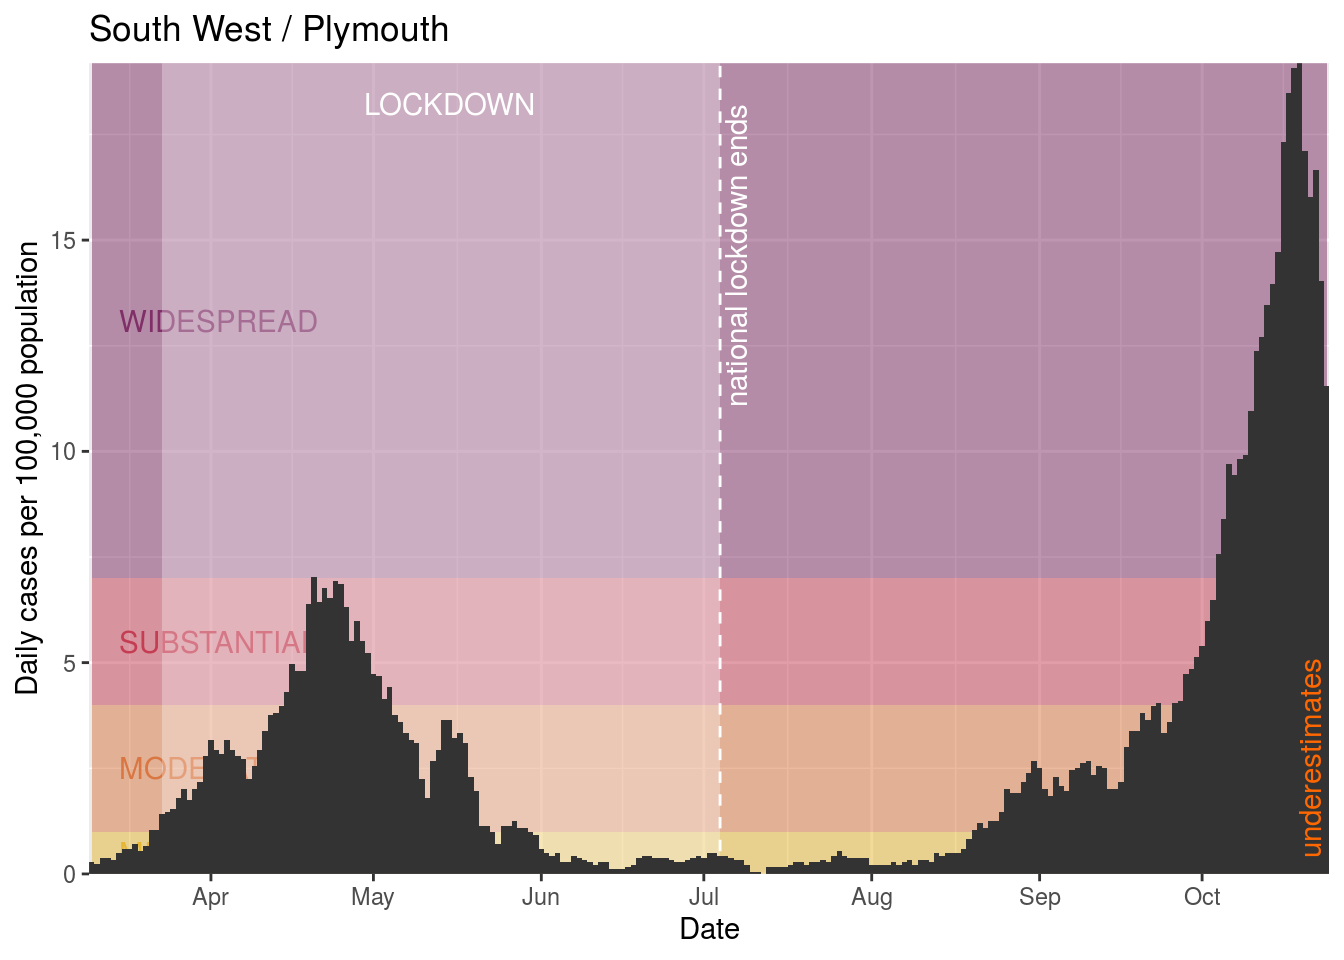 South West / Plymouth
LOCKDOWN
national lockdown ends
WIDESPREAD
SUBSTANTIAL
underestimates
Daily cases per 100,000 population
15
10
5
0
Apr
May
Jun
Jul
Aug
Sep
Oct
Date